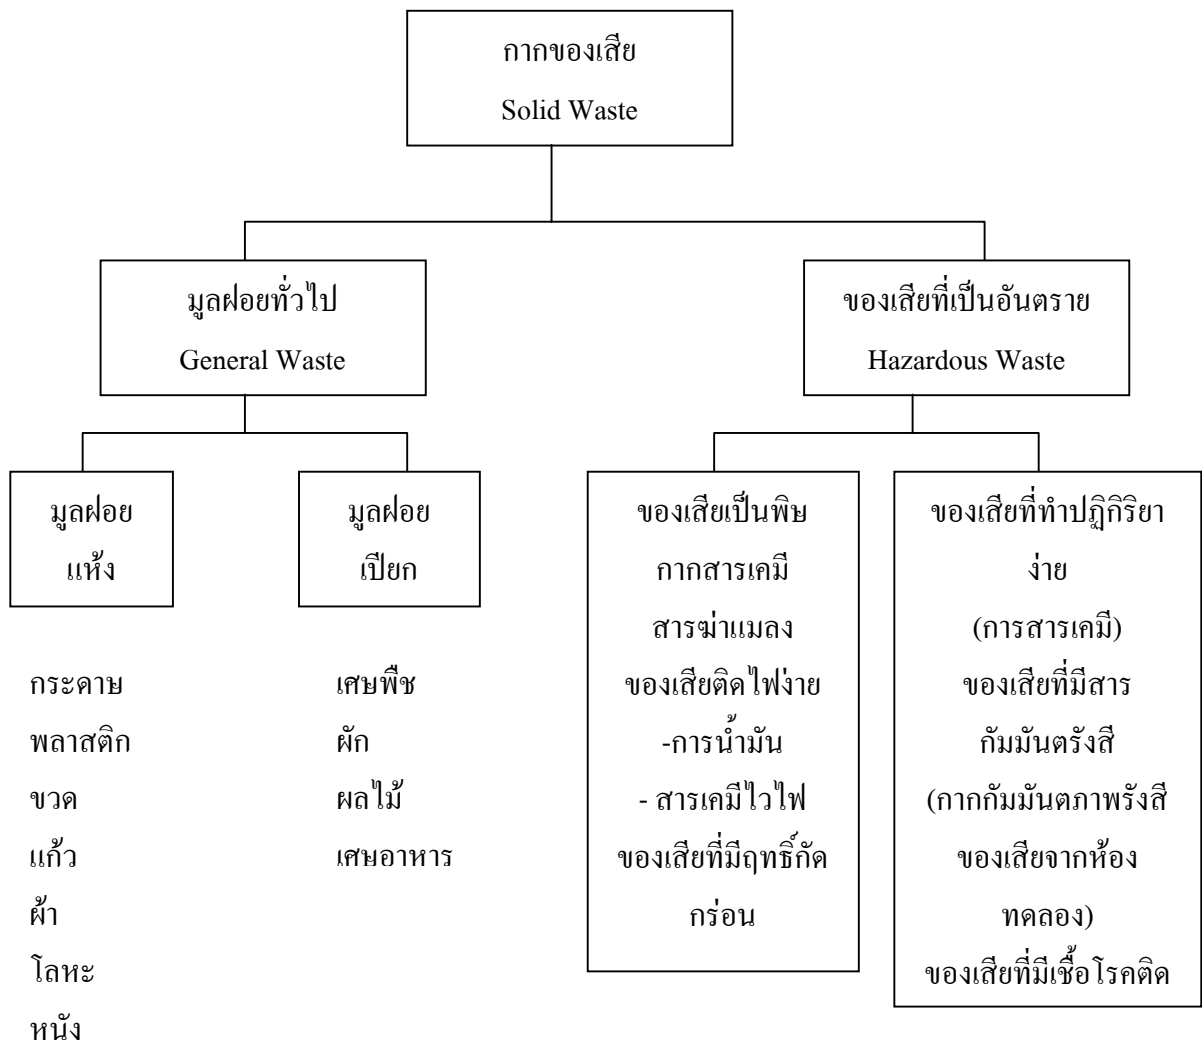 กากของเสีย
Solid Waste
มูลฝอยทั่วไป
General Waste
ของเสียที่เป็นอันตราย
Hazardous Waste
มูลฝอย
แห้ง
มูลฝอย
เปียก
ของเสียเป็นพิษ
กากสารเคมี
สารฆ่าแมลง
ของเสียติดไฟง่าย
-การน้ำมัน
- สารเคมีไวไฟ
ของเสียที่มีฤทธิ์กัด
กร่อน
ของเสียที่ทำปฏิกิริยา
ง่าย
(การสารเคมี)
ของเสียที่มีสาร
กัมมันตรังสี
(กากกัมมันตภาพรังสี
ของเสียจากห้อง
ทดลอง)
ของเสียที่มีเชื้อโรคติด
กระดาษ
พลาสติก
ขวด
แก้ว
ผ้า
โลหะ
หนัง
เศษพืช
ผัก
ผลไม้
เศษอาหาร